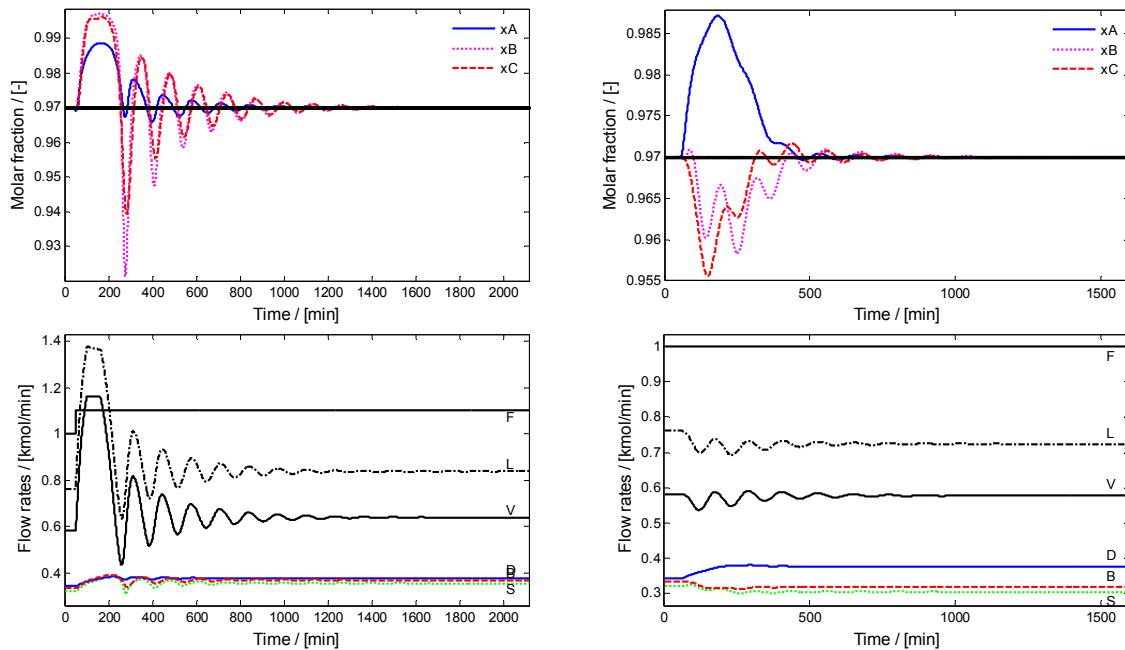 xA
xB
xC
0.99
0.98
0.97
0.96
0.95
0.94
0.93
Molar fraction / [-]
0 200 400 600 800 1000 1200 1400 1600 1800 2000
Time / [min]
xA
xB
xC
0.985
0.98
0.975
0.97
0.965
0.96
0.955
Molar fraction / [-]
0 500 1000 1500
Time / [min]
1.4
1.2
1
0.8
0.6
0.4
Flow rates / [kmol/min]
F
L
V
D
B
S
0 200 400 600 800 1000 1200 1400 1600 1800 2000
Time / [min]
1
0.9
0.8
0.7
0.6
0.5
0.4
0.3
Flow rates / [kmol/min]
F
L
V
D
B
S
0 500 1000 1500
Time / [min]